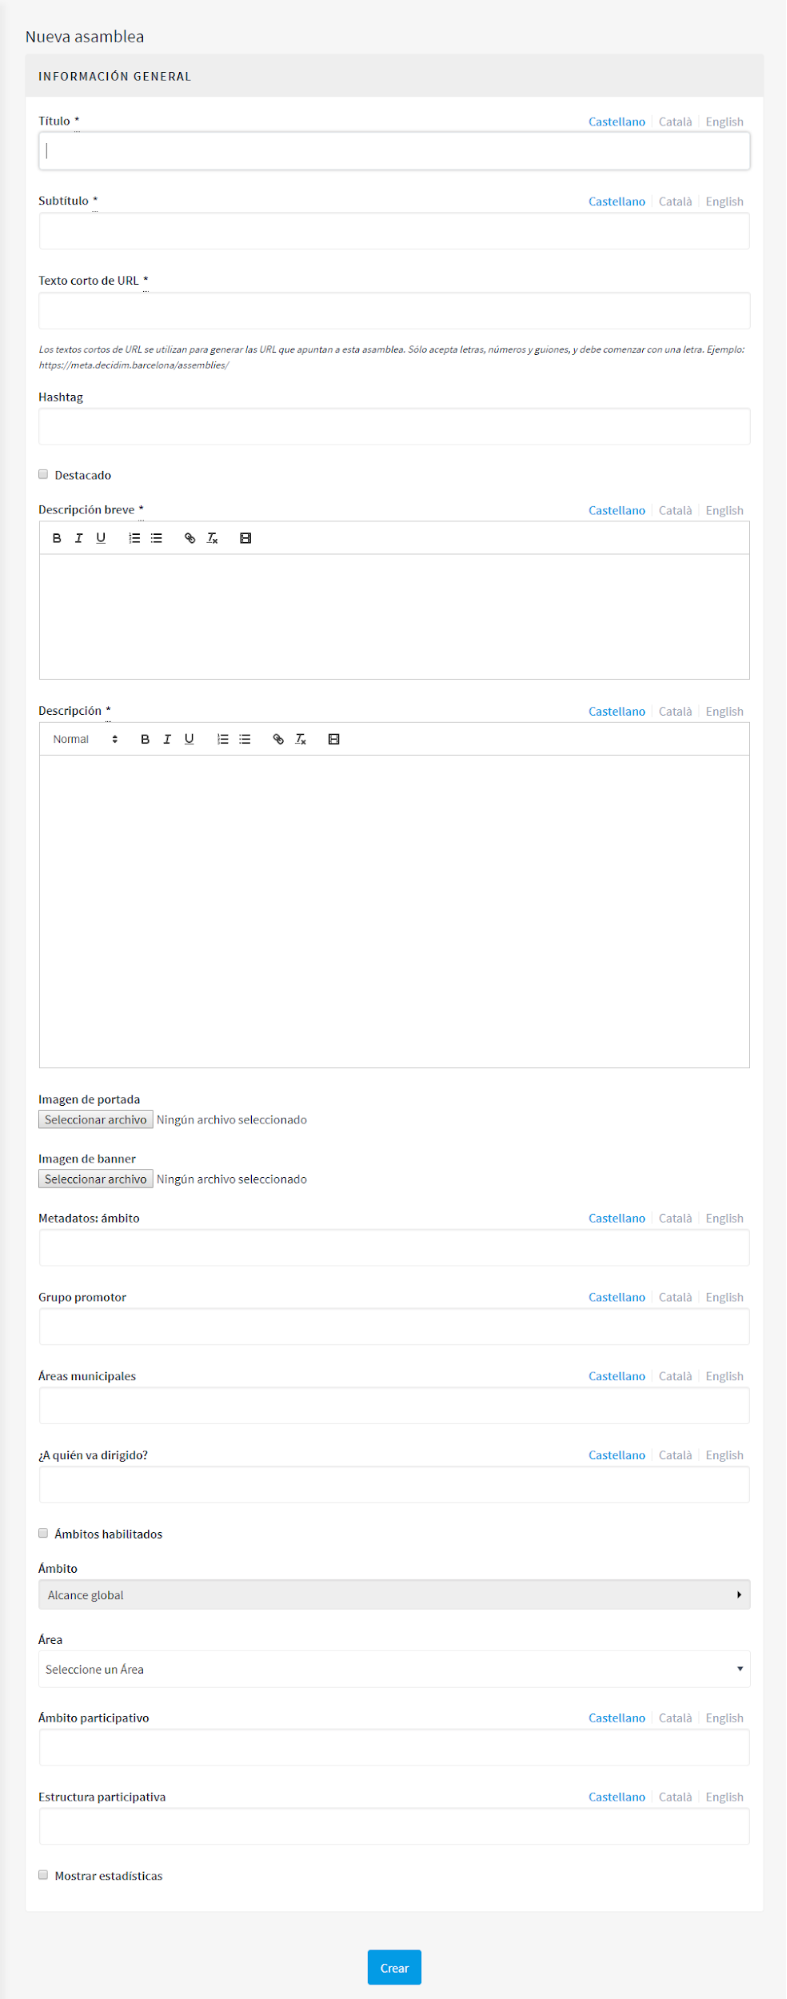 Nueva asamblea
INFORMACIÓN GENERAL
Título * Castellano Català English
Subtítulo * Castellano Català English
Texto corto de URL *
Los textos cortos de URL se utilizan para generar las URL que apuntan a esta asamblea. Sólo acepta letras, números y guiones, y debe comenzar con una letra. Ejemplo:
https://meta.decidim.barcelona/assemblies/
Hashtag
Destacado
Descripción breve * Castellano Català English
B I U
Descripción * Castellano Català English
Normal B I U
Imagen de portada
Seleccionar archivo Ningún archivo seleccionado
Imagen de banner
Seleccionar archivo Ningún archivo seleccionado
Metadatos: ámbito Castellano Català English
Grupo promotor Castellano Català English
Áreas municipales Castellano Català English
¿A quién va dirigido? Castellano Català English
Ámbitos habilitados
Ámbito
Alcance global
Área
Seleccione un Área
Ámbito participativo Castellano Català English
Estructura participativa Castellano Català English
Mostrar estadísticas
Crear